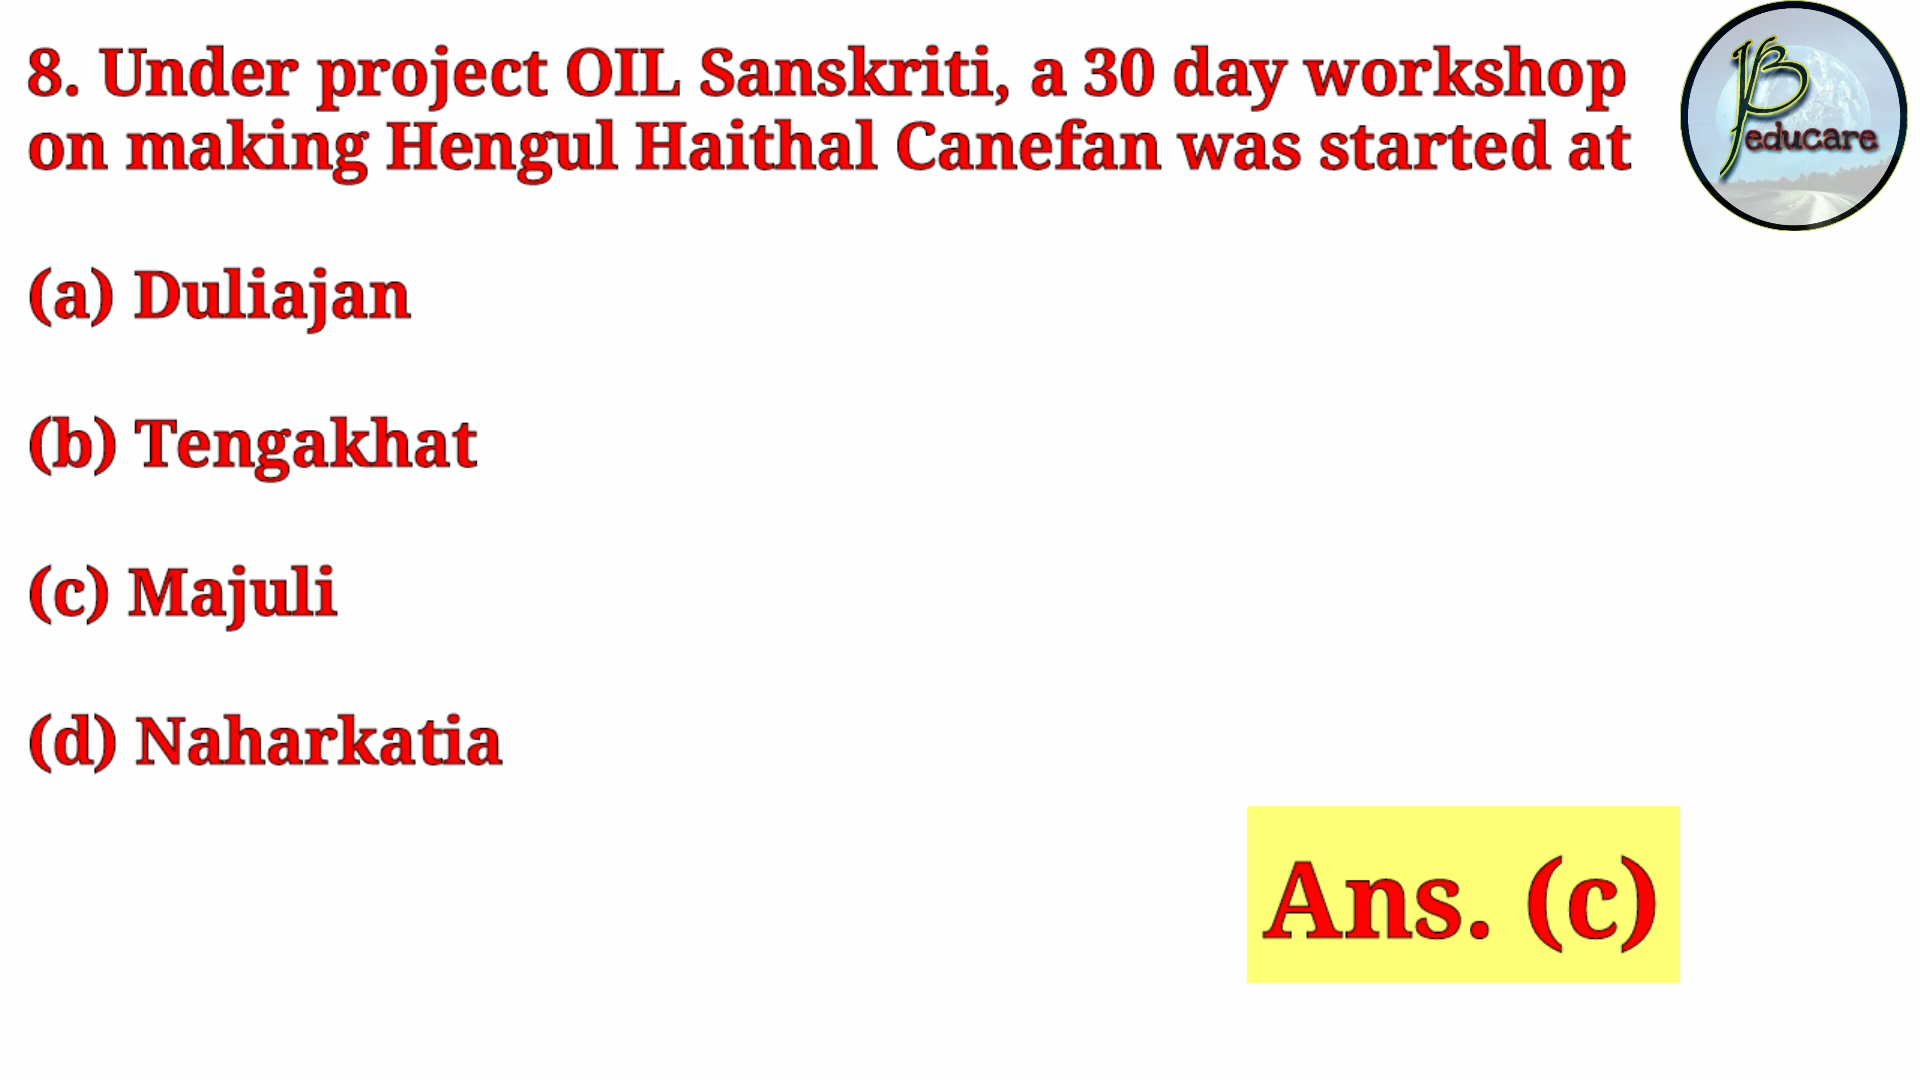 8. Under project OIL Sanskriti, a 30 day workshop
on making Hengul Haithal Canefan was started at
(a) Duliajan
(b) Tengakhat
(c) Majuli
(d) Naharkatia
Ans. (c)
educare